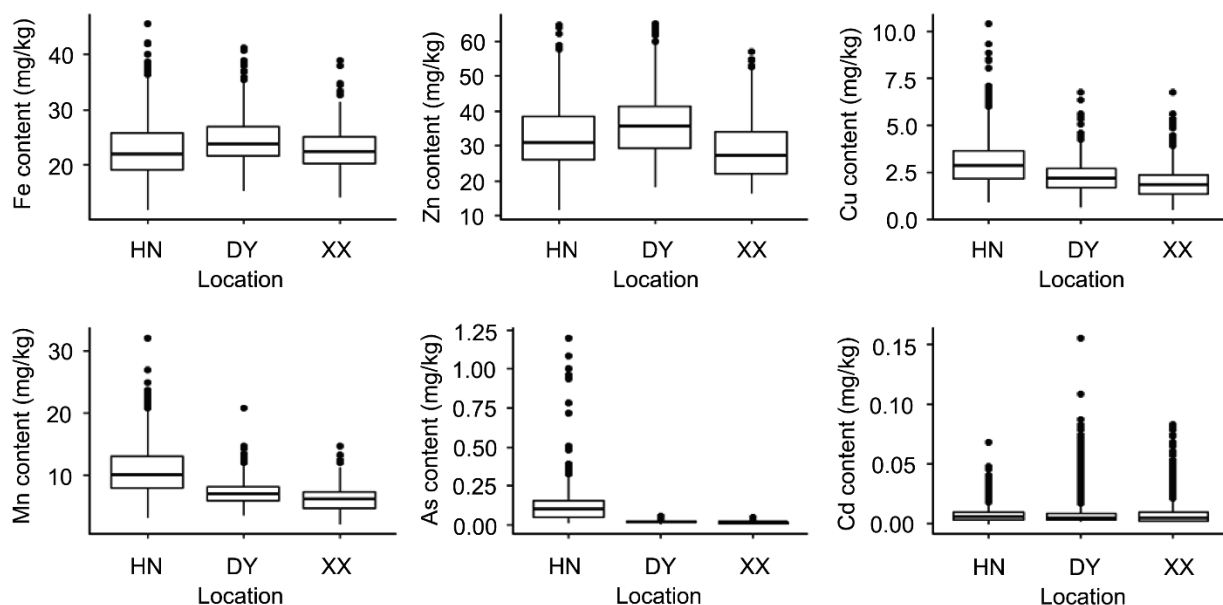 Fe content (mg/kg)
40
30
20
HN DY XX
Location
Zn content (mg/kg)
60
50
40
30
20
10
HN DY XX
Location
Cu content (mg/kg)
10.0
7.5
5.0
2.5
0.0
HN DY XX
Location
Mn content (mg/kg)
30
20
10
HN DY XX
Location
As content (mg/kg)
1.25
1.00
0.75
0.50
0.25
0.00
HN DY XX
Location
Cd content (mg/kg)
0.15
0.10
0.05
0.00
HN DY XX
Location